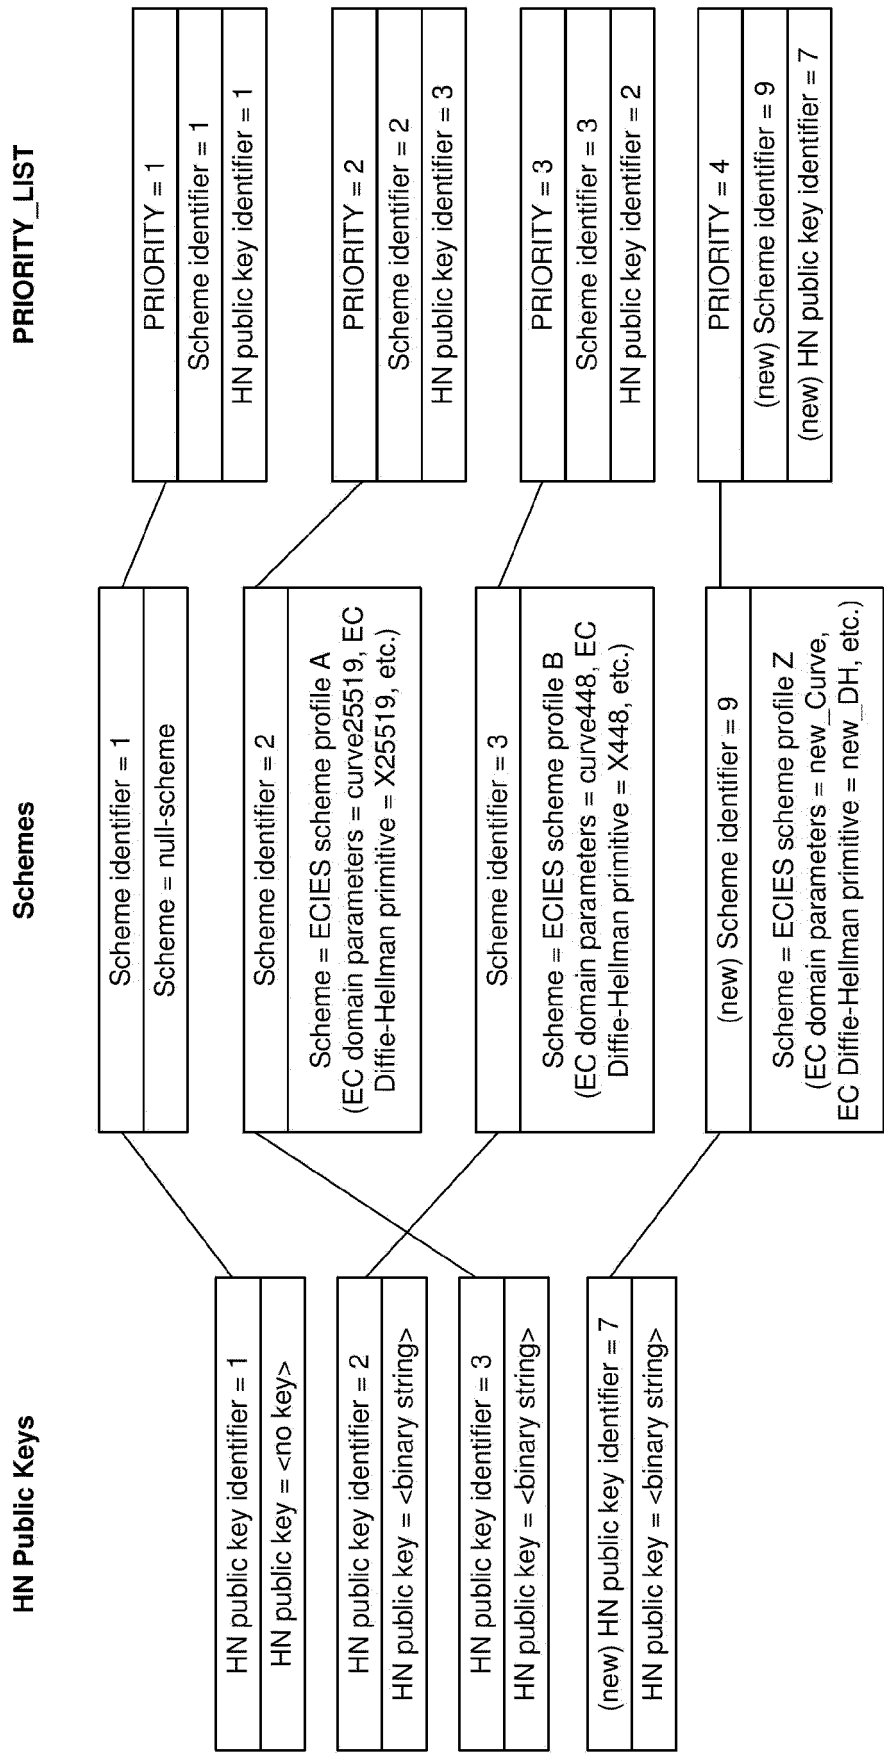 HN Public Keys
HN public key identifier = 1
HN public key = <no key>
HN public key identifier = 2
HN public key = <binary string>
HN public key identifier = 3
HN public key = <binary string>
(new) HN public key identifier = 7
HN public key = <binary string>
Schemes
Scheme identifier = 1
Scheme = null-scheme
Scheme identifier = 2
Scheme = ECIES scheme profile A
(EC domain parameters = curve25519, EC
Diffie-Hellman primitive = X25519, etc.)
Scheme identifier = 3
Scheme = ECIES scheme profile B
(EC domain parameters = curve448, EC
Diffie-Hellman primitive = X448, etc.)
(new) Scheme identifier = 9
Scheme = ECIES scheme profile Z
(EC domain parameters = new_Curve,
EC Diffie-Hellman primitive = new_DH, etc.)
PRIORITY_LIST
PRIORITY = 1
Scheme identifier = 1
HN public key identifier = 1
PRIORITY = 2
Scheme identifier = 2
HN public key identifier = 3
PRIORITY = 3
Scheme identifier = 3
HN public key identifier = 2
PRIORITY = 4
(new) Scheme identifier = 9
(new) HN public key identifier = 7